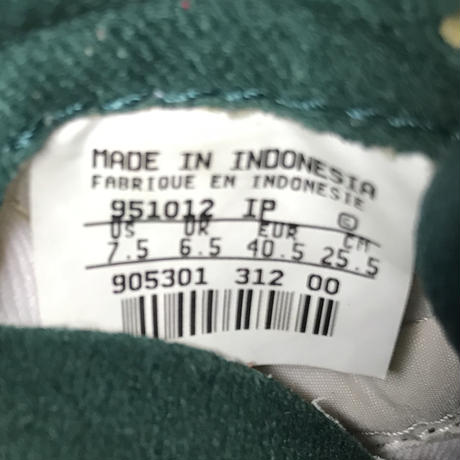 MADE IN INDONESIA
FABRIQUE EN INDONESIE
951012 IP ©
US UK EUR CM
7.5 6.5 40.5 25.5
905301 312 00